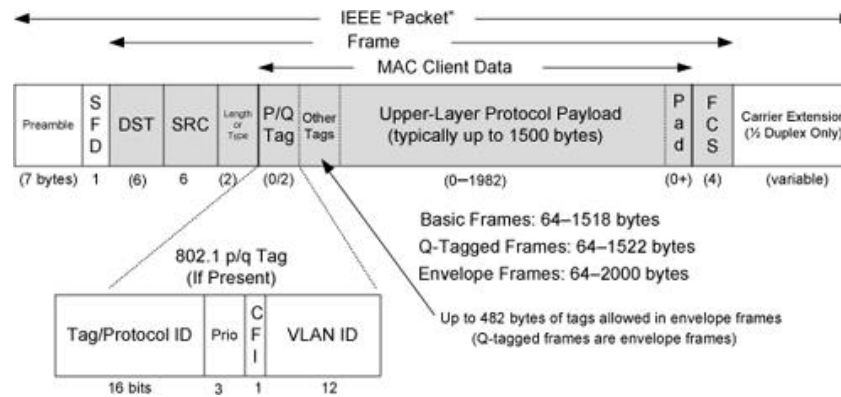 IEEE “Packet”
Frame
MAC Client Data
Preamble
SFD
DST
SRC
Length or Type
P/Q Tag
Other Tags
Upper-Layer Protocol Payload
(typically up to 1500 bytes)
Pad
FCS
Carrier Extension
(½ Duplex Only)
(7 bytes) 1 (6) 6 (2) (0/2) (0—1982) (0+) (4) (variable)
Basic Frames: 64–1518 bytes
Q-Tagged Frames: 64–1522 bytes
Envelope Frames: 64–2000 bytes
802.1 p/q Tag
(If Present)
Up to 482 bytes of tags allowed in envelope frames
(Q-tagged frames are envelope frames)
Tag/Protocol ID
Prio
CFI
VLAN ID
16 bits 3 1 12